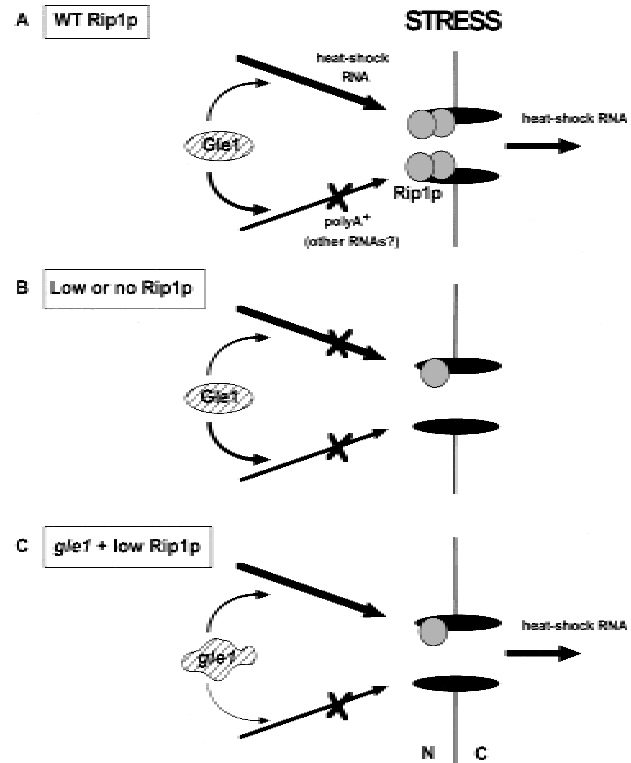 A WT Rip1p
STRESS
heat-shock
RNA
heat-shock RNA
Gle1
Rip1p
polyA+
(other RNAs?)
B Low or no Rip1p
Gle1
C gle1 + low Rip1p
heat-shock RNA
gle1
N C